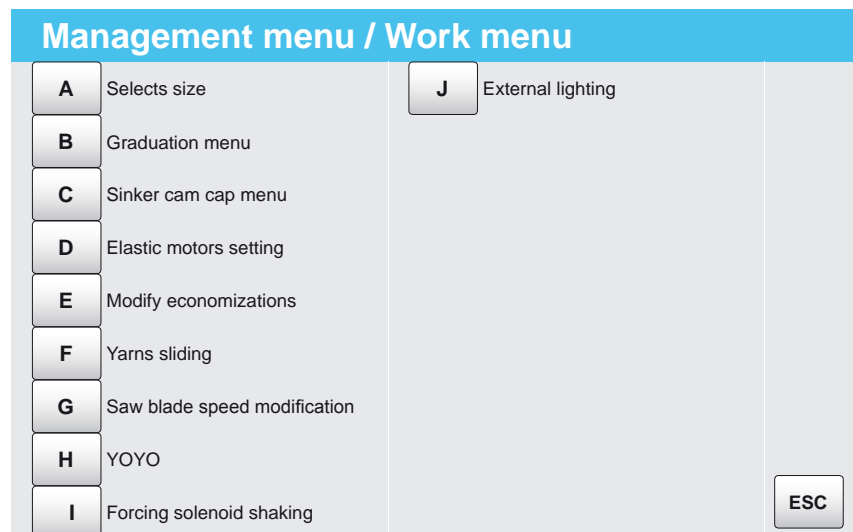 Management menu / Work menu
A Selects size
B Graduation menu
C Sinker cam cap menu
D Elastic motors setting
E Modify economizations
F Yarns sliding
G Saw blade speed modification
H YOYO
I Forcing solenoid shaking
J External lighting
ESC